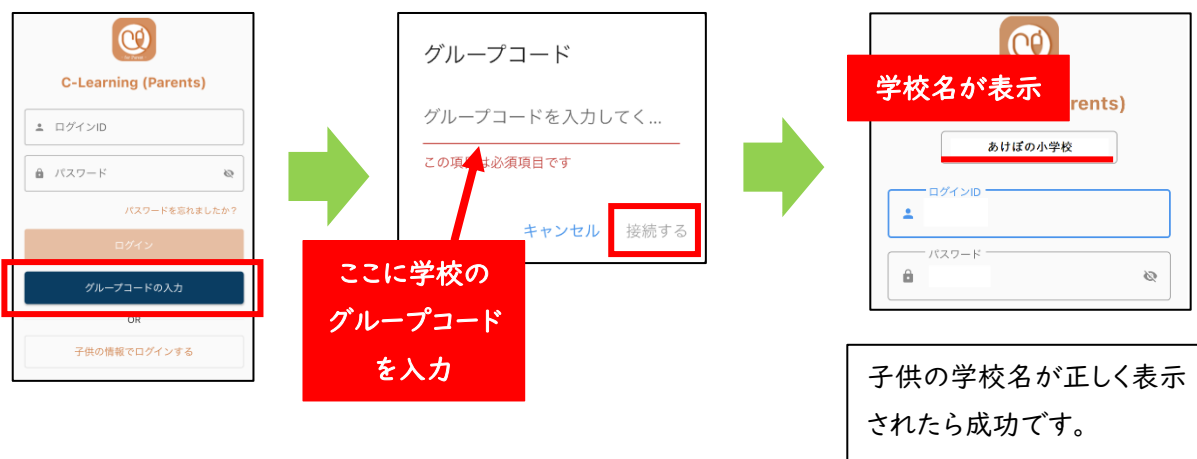 C-Learning (Parents)
ログインID
パスワード
パスワードを忘れましたか?
ログイン
グループコードの入力
OR
子供の情報でログインする
グループコード
グループコードを入力してく...
この項 は必須項目です
キャンセル 接続する
ここに学校の
グループコード
を入力
学校名が表示
rents)
あけぼの小学校
ログインID
パスワード
子供の学校名が正しく表示
されたら成功です。